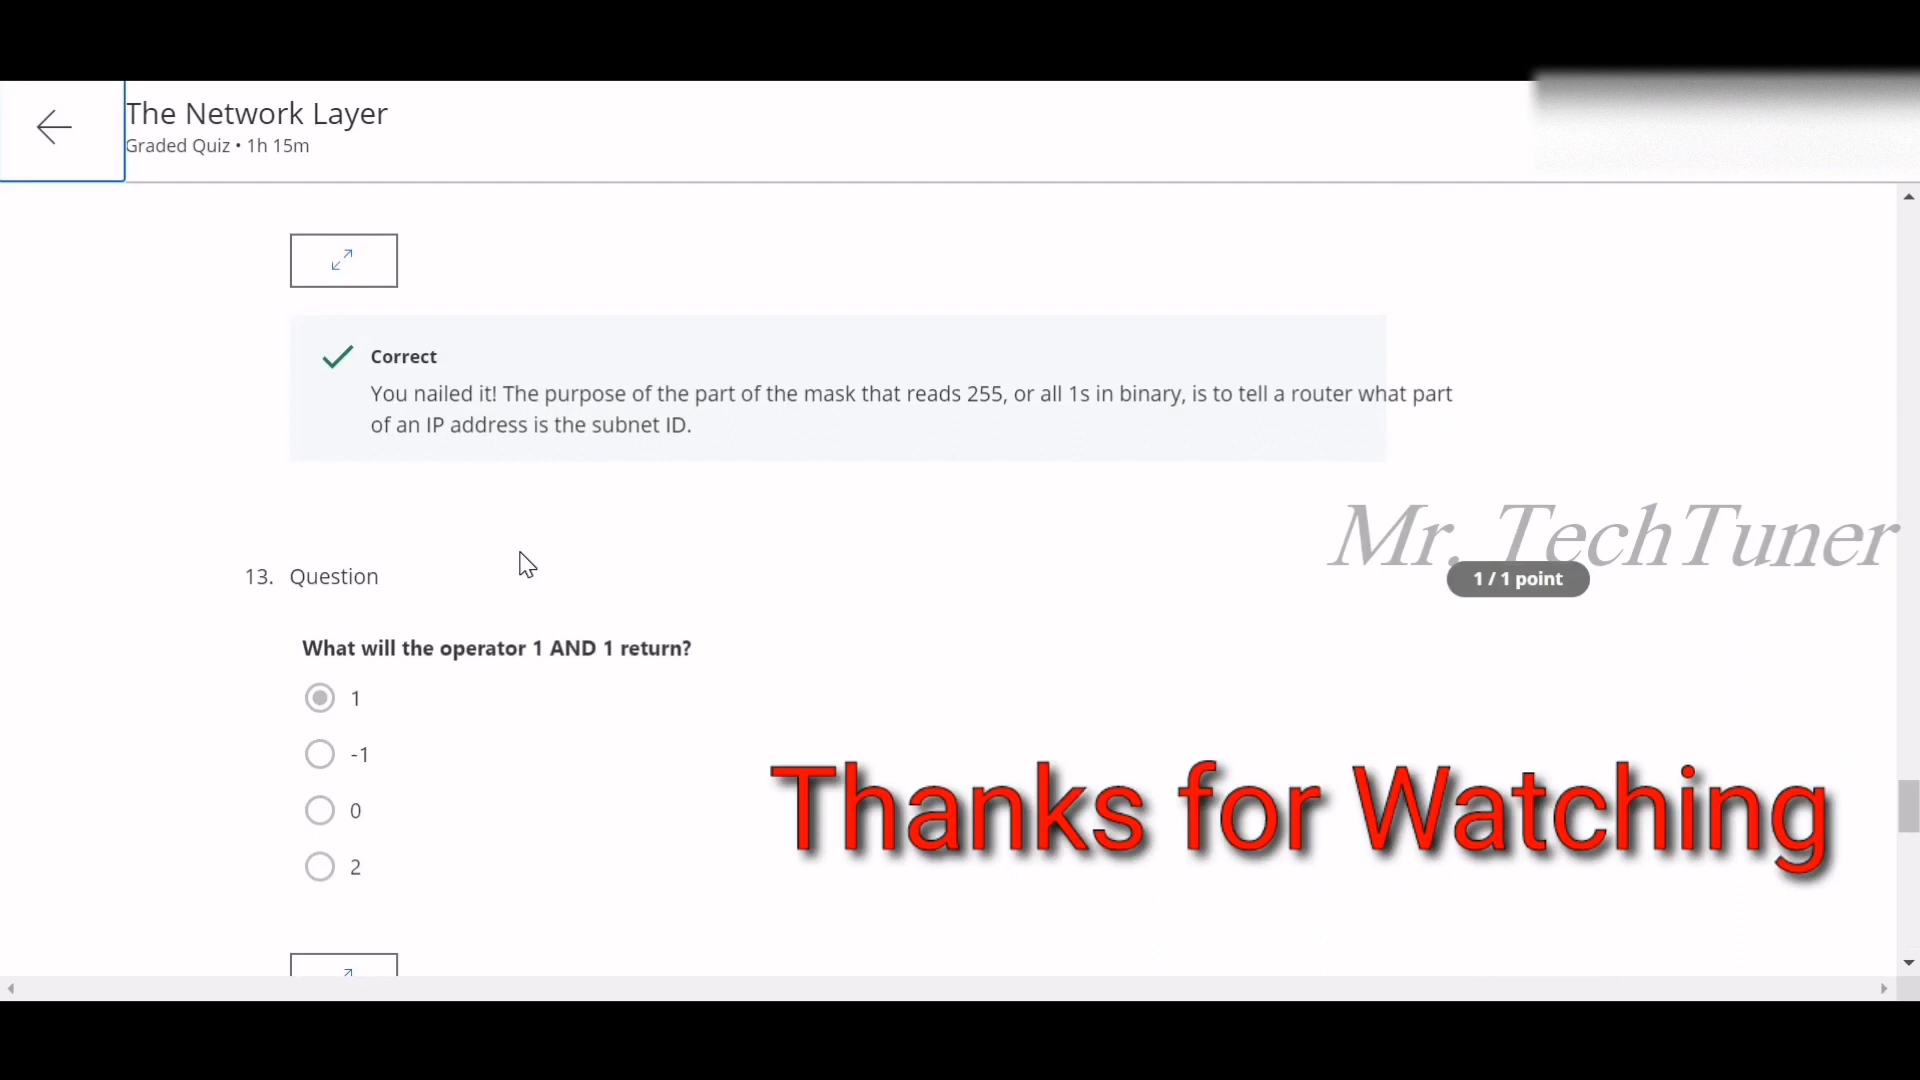 The Network Layer
Graded Quiz • 1h 15m
Correct
You nailed it! The purpose of the part of the mask that reads 255, or all 1s in binary, is to tell a router what part
of an IP address is the subnet ID.
Mr. TechTuner
13. Question
1 / 1 point
What will the operator 1 AND 1 return?
1
-1
0
2
Thanks for Watching